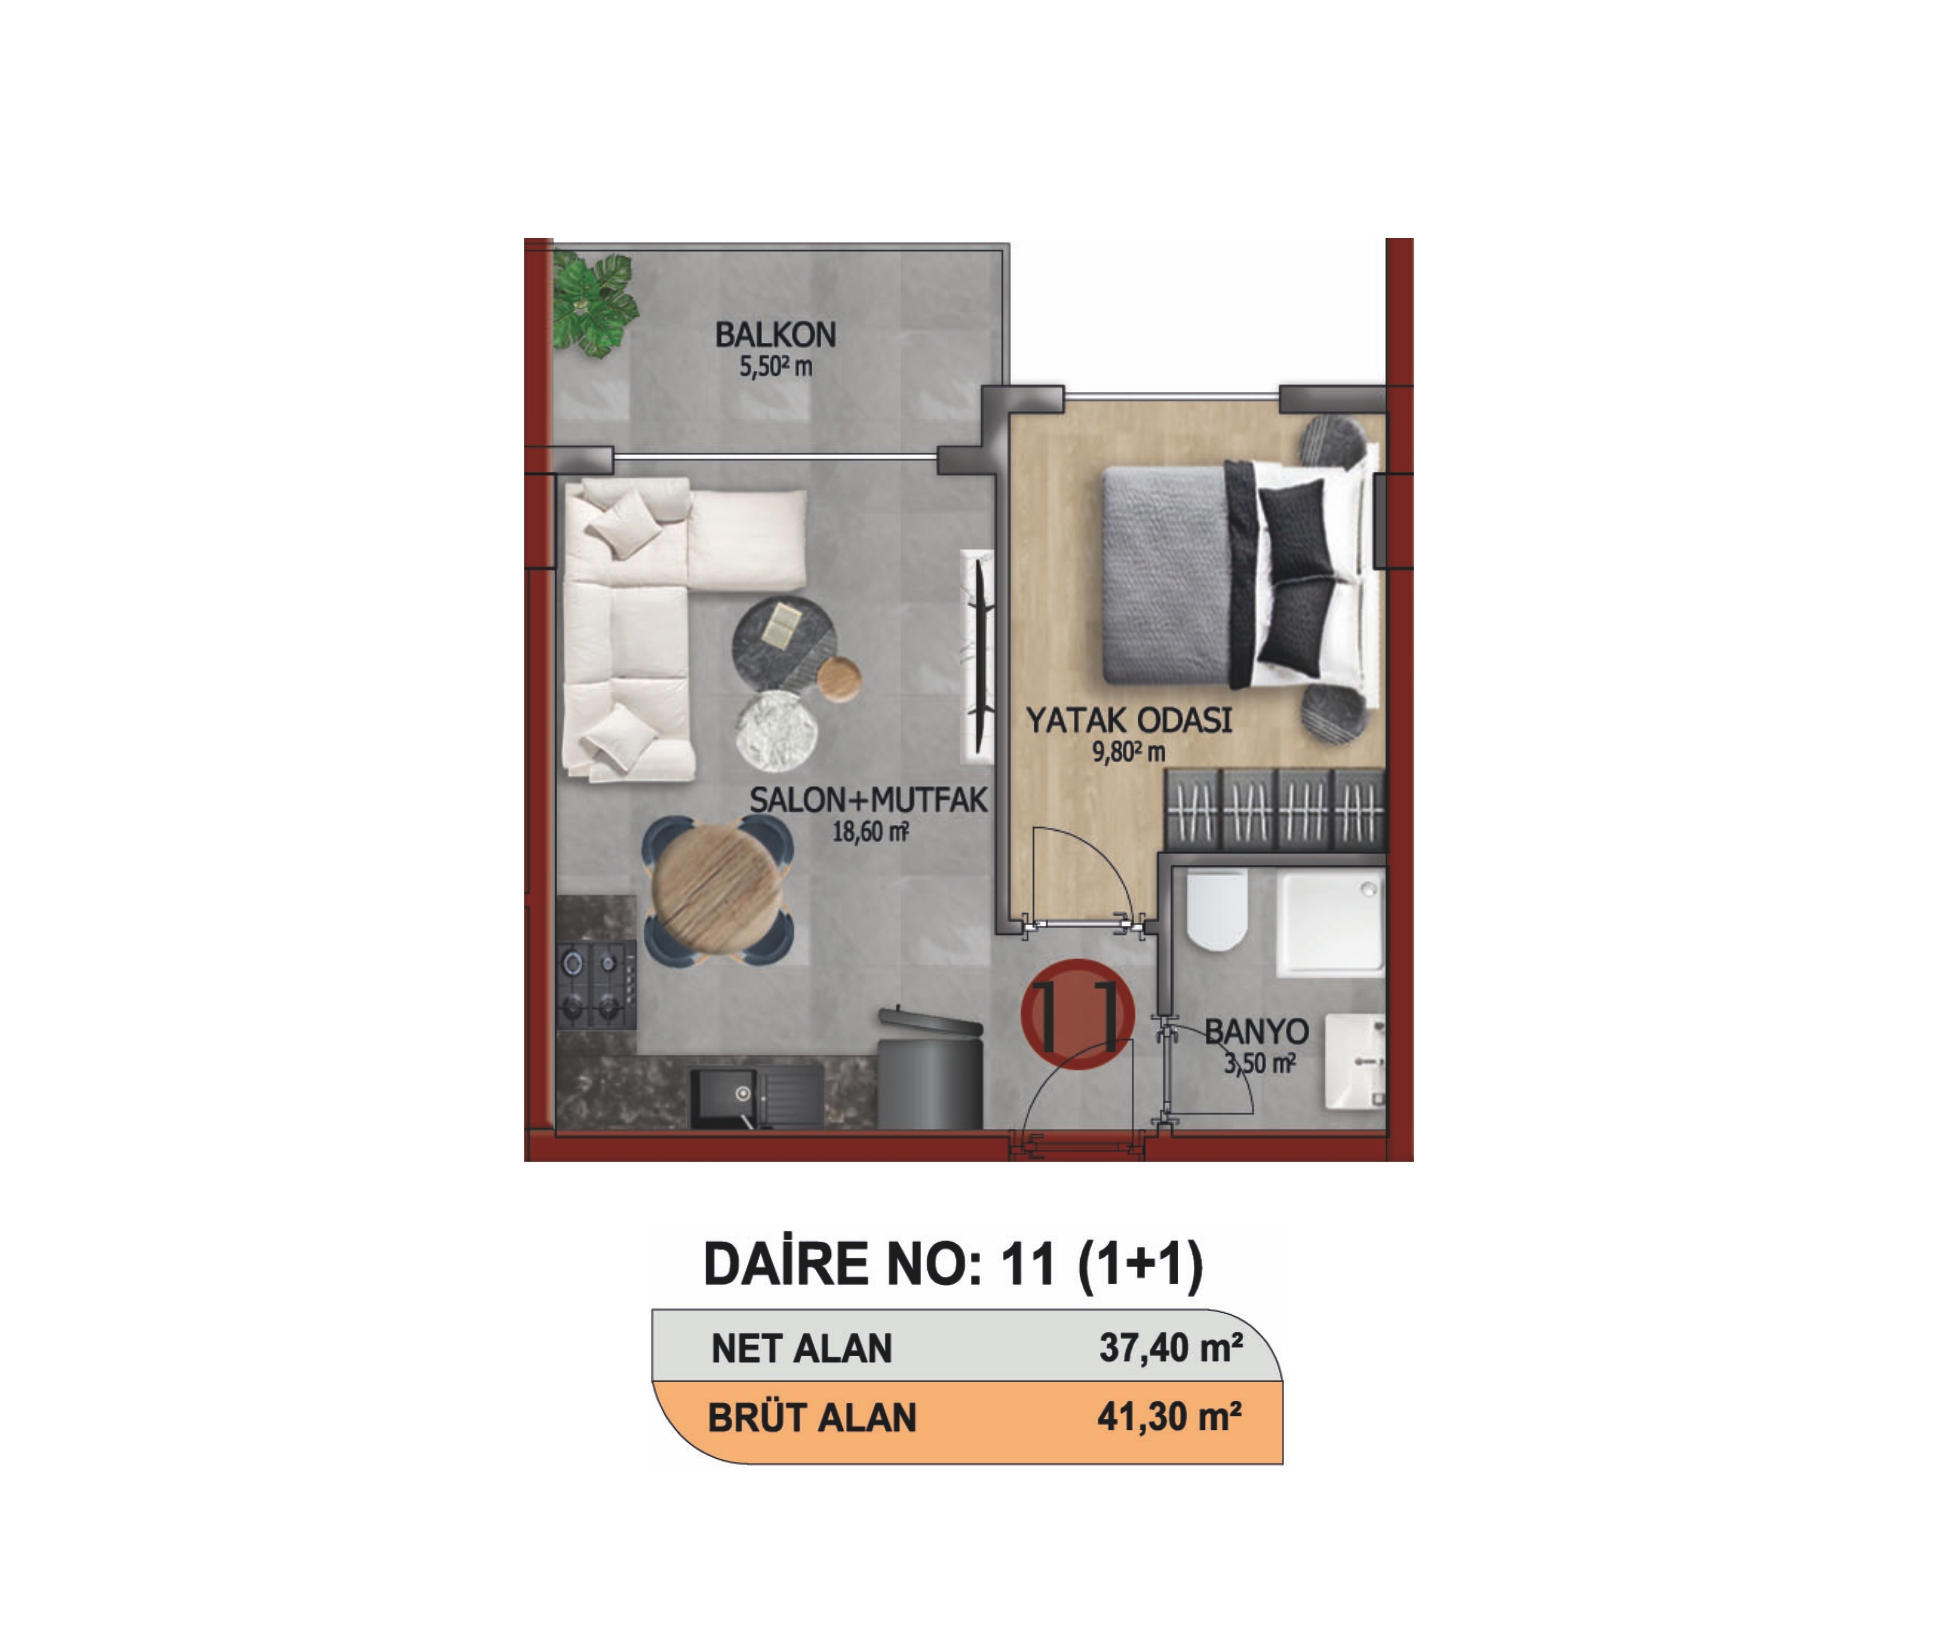 BALKON
5,50² m
YATAK ODASI
9,80² m
SALON+MUTFAK
18,60 m²
11
BANYO
3,50 m²
DAİRE NO: 11 (1+1)
NET ALAN 37,40 m²
BRÜT ALAN 41,30 m²